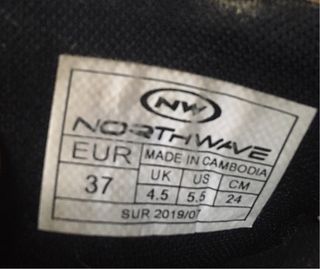 NW
NORTHWAVE
EUR MADE IN CAMBODIA
UK US CM
37 4.5 5.5 24
SUR 2019/07